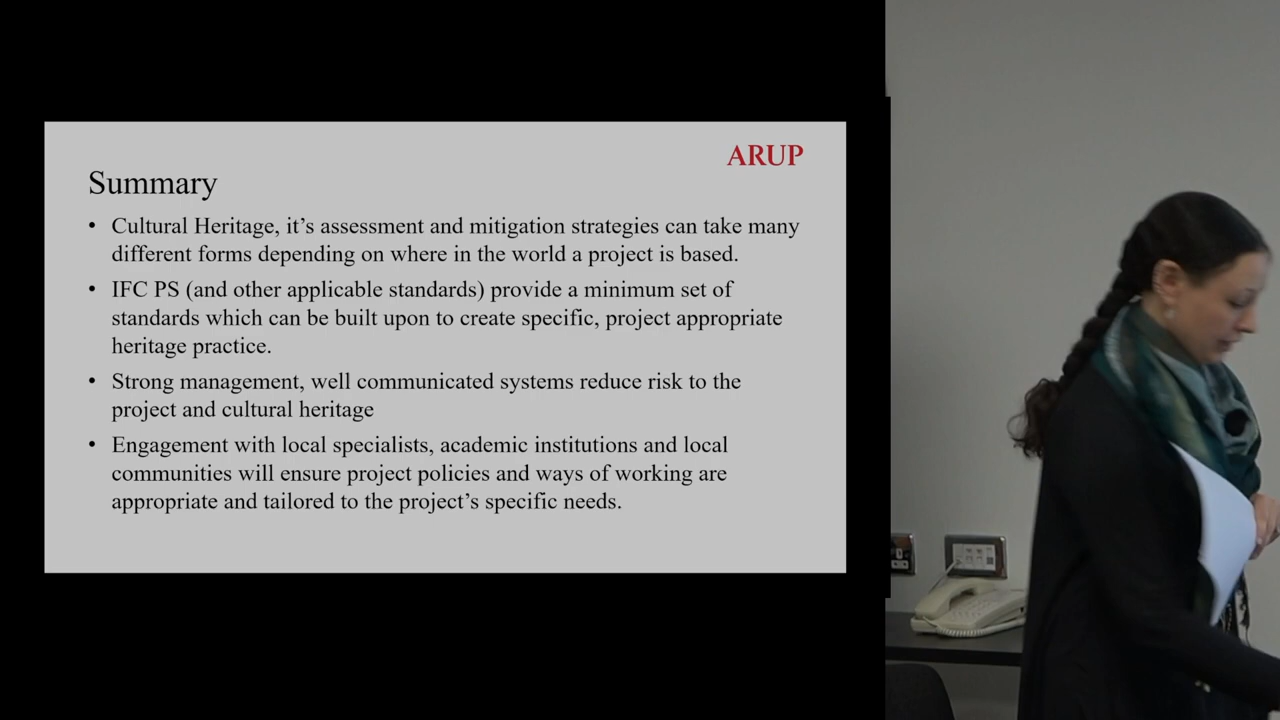 ARUP
Summary
• Cultural Heritage, it’s assessment and mitigation strategies can take many
different forms depending on where in the world a project is based.
• IFC PS (and other applicable standards) provide a minimum set of
standards which can be built upon to create specific, project appropriate
heritage practice.
• Strong management, well communicated systems reduce risk to the
project and cultural heritage
• Engagement with local specialists, academic institutions and local
communities will ensure project policies and ways of working are
appropriate and tailored to the project’s specific needs.